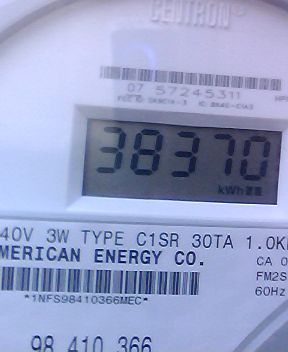 CENTRON®
07 57245311
38370
kWh
40V 3W TYPE C1SR 30TA 1.0K
MERICAN ENERGY CO.
CA 0
FM2S
60Hz
*1NFS98410366MEC*
98 410 366